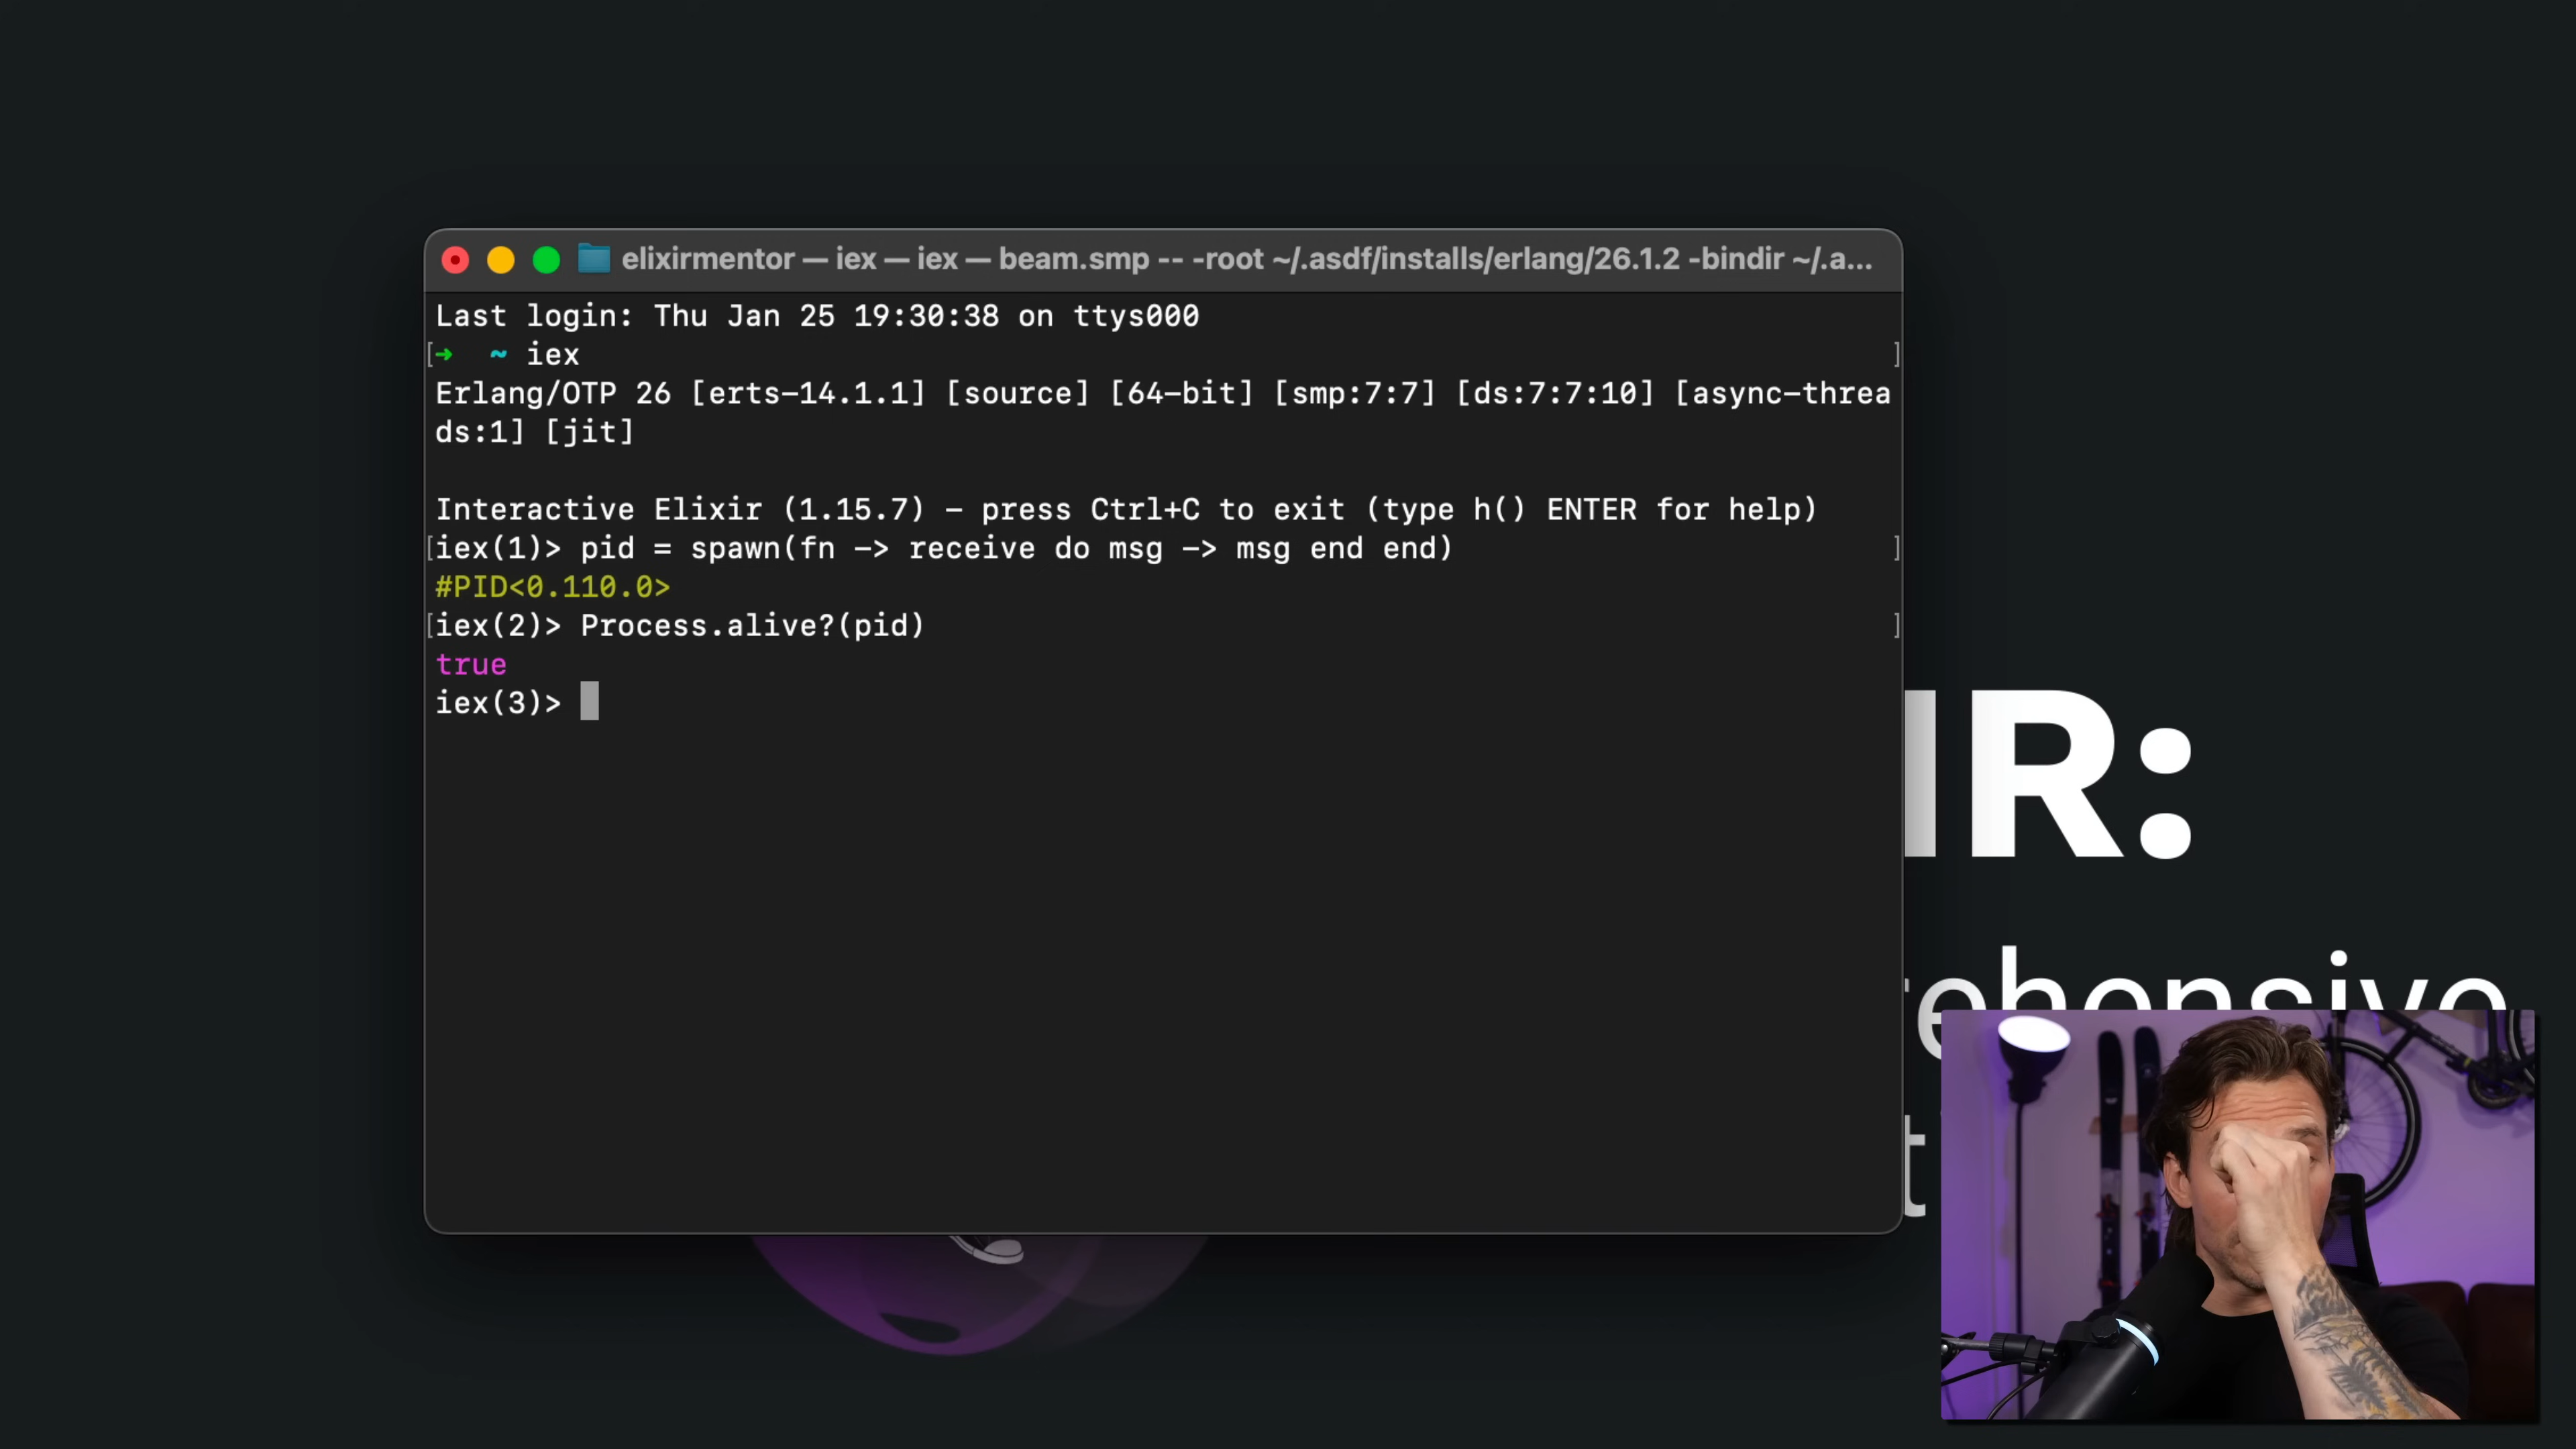 elixirmentor — iex — iex — beam.smp -- -root ~/.asdf/installs/erlang/26.1.2 -bindir ~/.a...
Last login: Thu Jan 25 19:30:38 on ttys000
[➜  ~ iex ]
Erlang/OTP 26 [erts-14.1.1] [source] [64-bit] [smp:7:7] [ds:7:7:10] [async-threa
ds:1] [jit]
Interactive Elixir (1.15.7) – press Ctrl+C to exit (type h() ENTER for help)
[iex(1)> pid = spawn(fn -> receive do msg -> msg end end) ]
#PID<0.110.0>
[iex(2)> Process.alive?(pid) ]
true
iex(3)>
IR:
rehensive